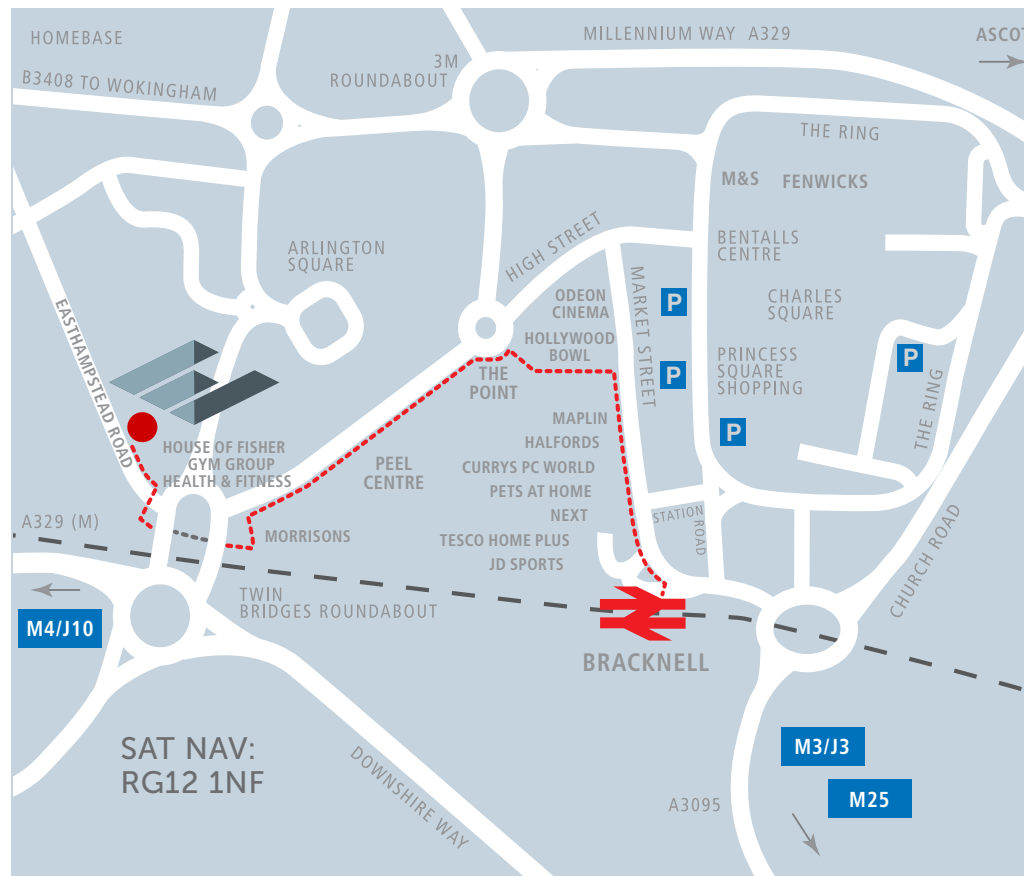 HOMEBASE
MILLENNIUM WAY A329
ASCOT
3M
ROUNDABOUT
B3408 TO WOKINGHAM
THE RING
M&S
FENWICKS
HIGH STREET
ARLINGTON
SQUARE
BENTALLS
CENTRE
MARKET STREET
ODEON
CINEMA
P
CHARLES
SQUARE
EASTHAMPSTEAD ROAD
HOLLYWOOD
BOWL
THE
POINT
P
PRINCESS
SQUARE
SHOPPING
P
THE RING
P
HOUSE OF FISHER
GYM GROUP
HEALTH & FITNESS
PEEL
CENTRE
MAPLIN
HALFORDS
CURRYS PC WORLD
PETS AT HOME
NEXT
TESCO HOME PLUS
JD SPORTS
STATION
ROAD
A329 (M)
MORRISONS
CHURCH ROAD
TWIN
BRIDGES ROUNDABOUT
M4/J10
BRACKNELL
SAT NAV:
RG12 1NF
DOWNSHIRE WAY
M3/J3
M25
A3095